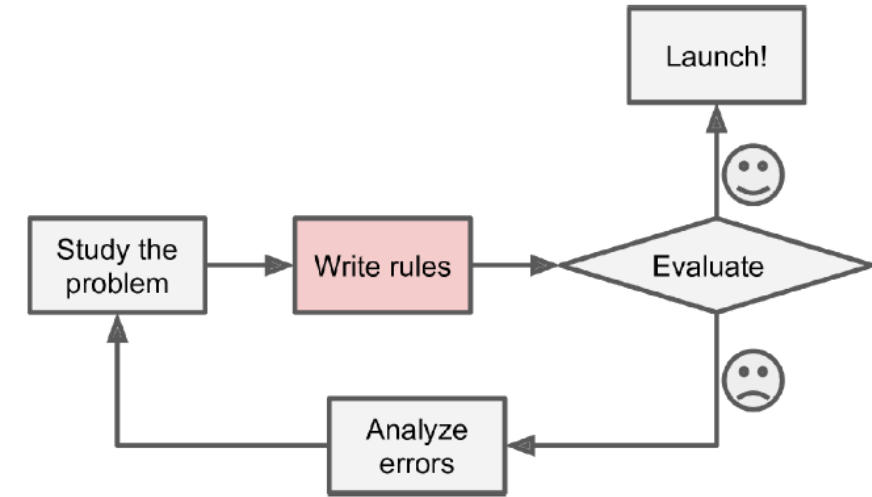 Launch!
Study the
problem
Write rules
Evaluate
Analyze
errors